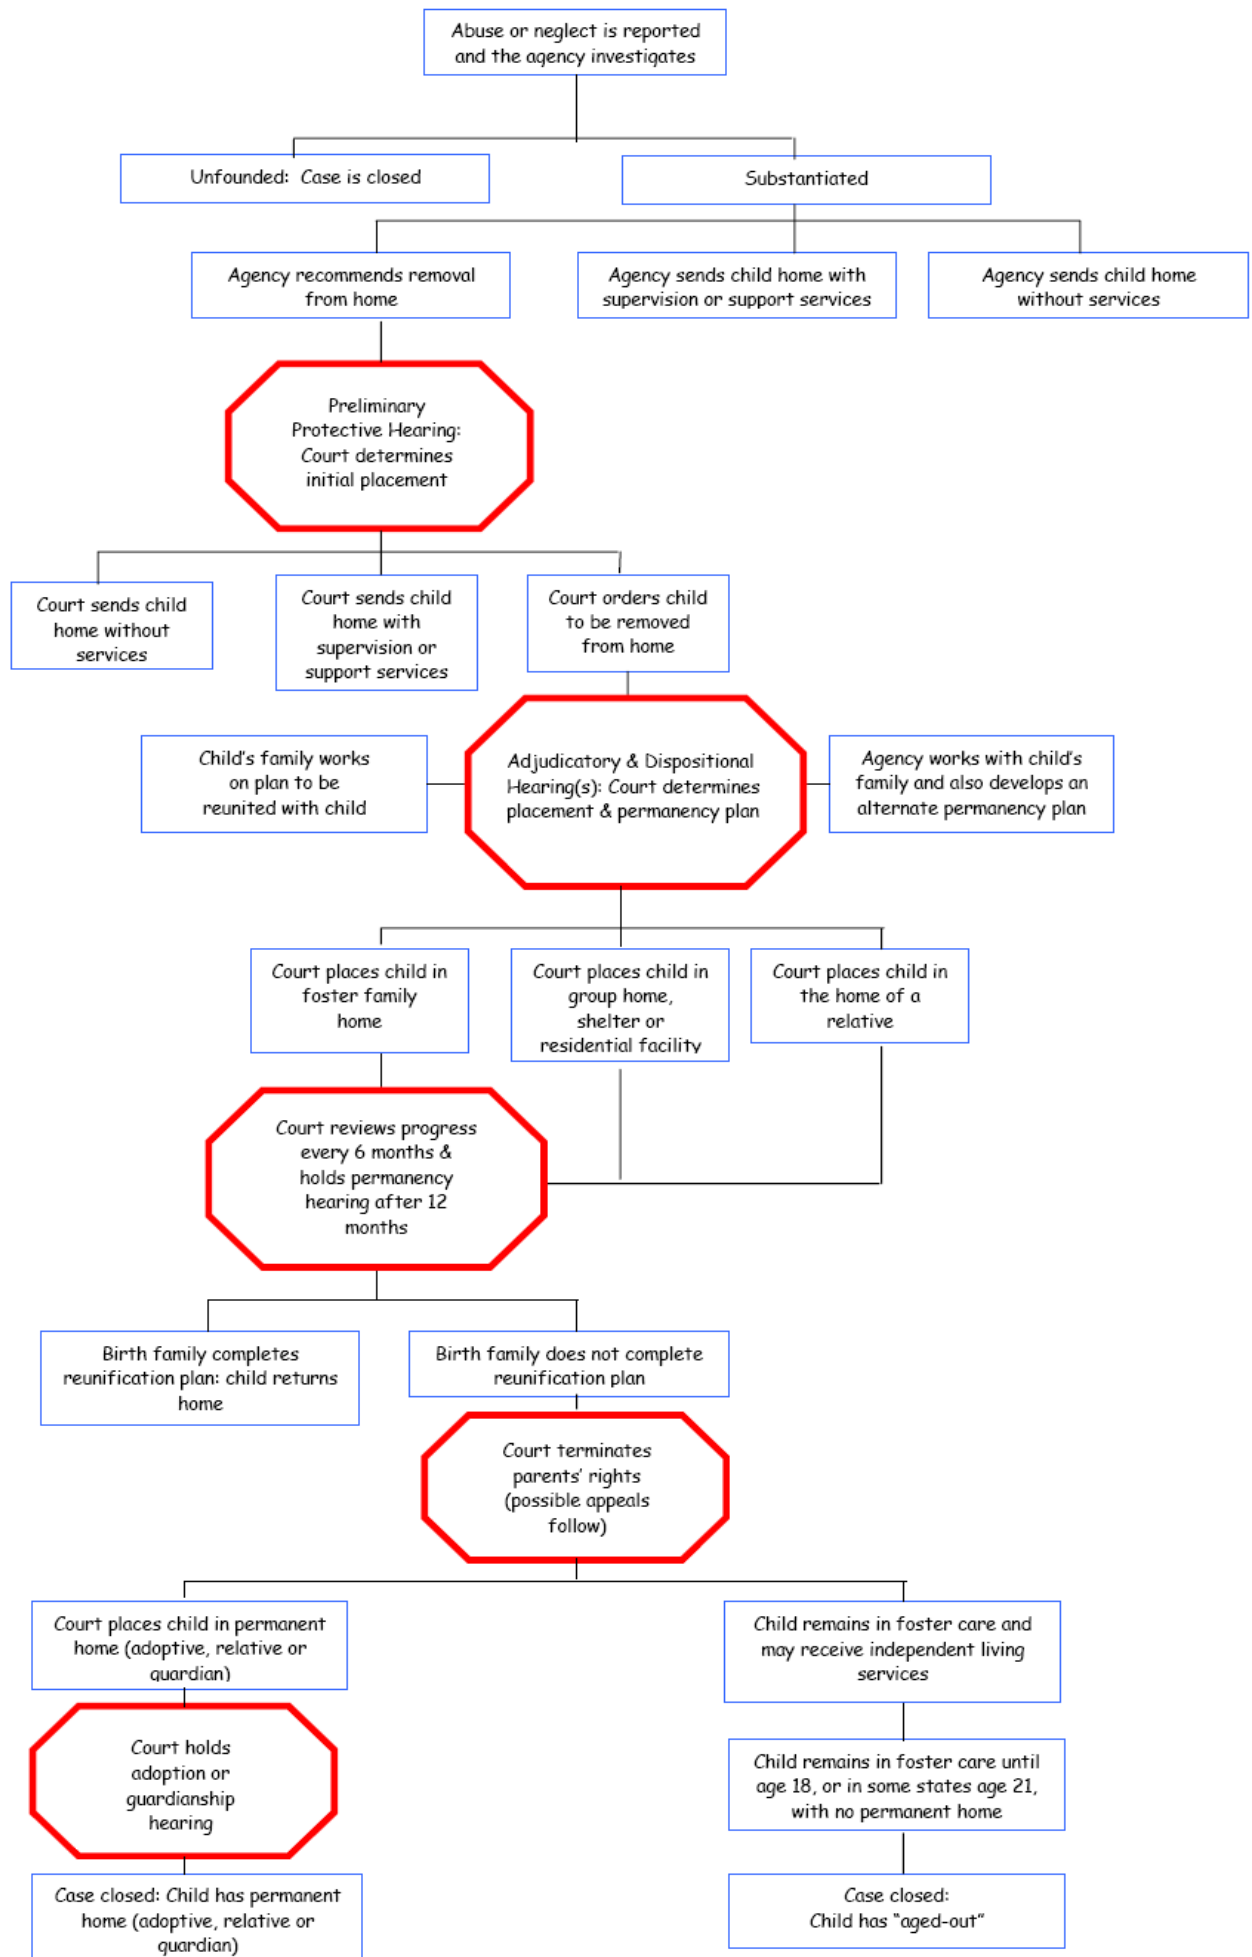 Abuse or neglect is reported
and the agency investigates
Unfounded: Case is closed
Substantiated
Agency recommends removal
from home
Agency sends child home with
supervision or support services
Agency sends child home
without services
Preliminary
Protective Hearing:
Court determines
initial placement
Court sends child
home without
services
Court sends child
home with
supervision or
support services
Court orders child
to be removed
from home
Child's family works
on plan to be
reunited with child
Adjudicatory & Dispositional
Hearing(s): Court determines
placement & permanency plan
Agency works with child's
family and also develops an
alternate permanency plan
Court places child in
foster family
home
Court places child in
group home,
shelter or
residential facility
Court places child in
the home of a
relative
Court reviews progress
every 6 months &
holds permanency
hearing after 12
months
Birth family completes
reunification plan: child returns
home
Birth family does not complete
reunification plan
Court terminates
parents' rights
(possible appeals
follow)
Court places child in permanent
home (adoptive, relative or
guardian)
Child remains in foster care and
may receive independent living
services
Court holds
adoption or
guardianship
hearing
Child remains in foster care until
age 18, or in some states age 21,
with no permanent home
Case closed: Child has permanent
home (adoptive, relative or
guardian)
Case closed:
Child has "aged-out"